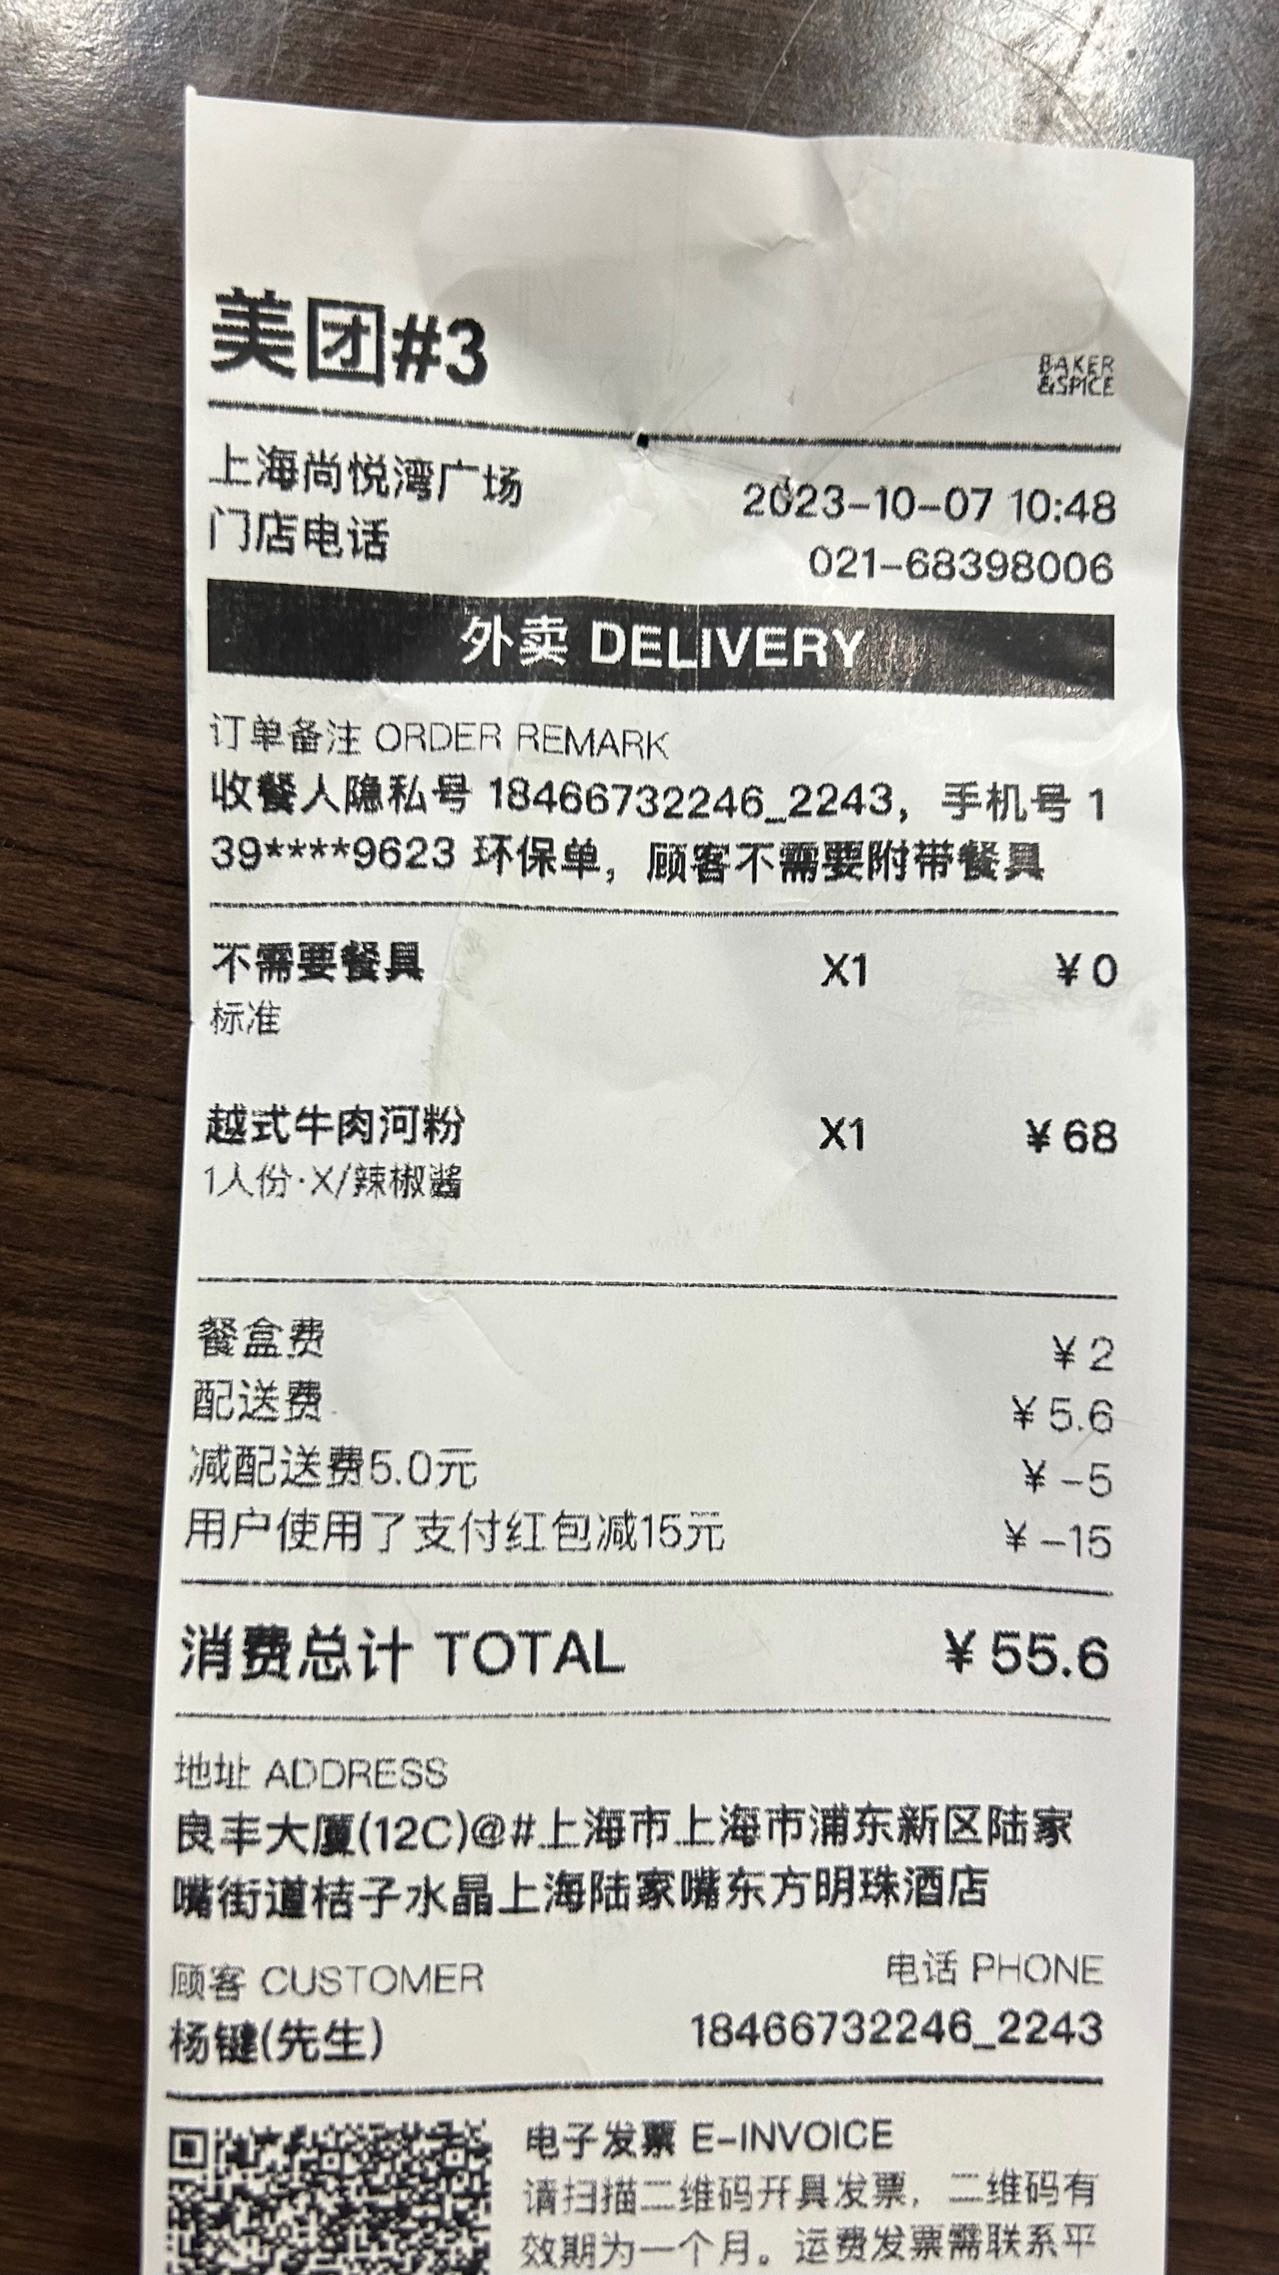 美团#3
BAKER
&SPICE
上海尚悦湾广场 2023-10-07 10:48
门店电话 021-68398006
外卖 DELIVERY
订单备注 ORDER REMARK
收餐人隐私号 18466732246_2243，手机号 1
39****9623 环保单，顾客不需要附带餐具
不需要餐具 X1 ¥0
标准
越式牛肉河粉 X1 ¥68
1人份·X/辣椒酱
餐盒费 ¥2
配送费 ¥5.6
减配送费5.0元 ¥-5
用户使用了支付红包减15元 ¥-15
消费总计 TOTAL ¥55.6
地址 ADDRESS
良丰大厦(12C)@#上海市上海市浦东新区陆家
嘴街道桔子水晶上海陆家嘴东方明珠酒店
顾客 CUSTOMER 电话 PHONE
杨键(先生) 18466732246_2243
电子发票 E-INVOICE
请扫描二维码开具发票，二维码有
效期为一个月。运费发票需联系平